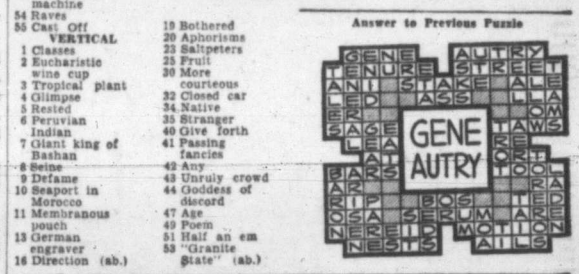 machine
54 Raves
55 Cast Off
VERTICAL
1 Classes
2 Eucharistic
wine cup
3 Tropical plant
4 Glimpse
5 Rested
6 Peruvian
Indian
7 Giant king of
Bashan
8 Seine
9 Defame
10 Seaport in
Morocco
11 Membranous
pouch
13 German
engraver
16 Direction (ab.)
19 Bothered
20 Aphorisms
23 Saltpeters
25 Fruit
30 More
courteous
32 Closed car
34 Native
35 Stranger
40 Give forth
41 Passing
fancies
42 Any
43 Unruly crowd
44 Goddess of
discord
47 Age
49 Poem
51 Half an em
53 "Granite
State" (ab.)
Answer to Previous Puzzle
GENE AUTRY
TENURE STREET
ANI STAKE ALE
LED ASS
SAGE TAWS
GENE
AUTRY
BARS TOOL
RIP BOS TED
OSA SERUM ARE
NEREID MOTION
NESTS AILS